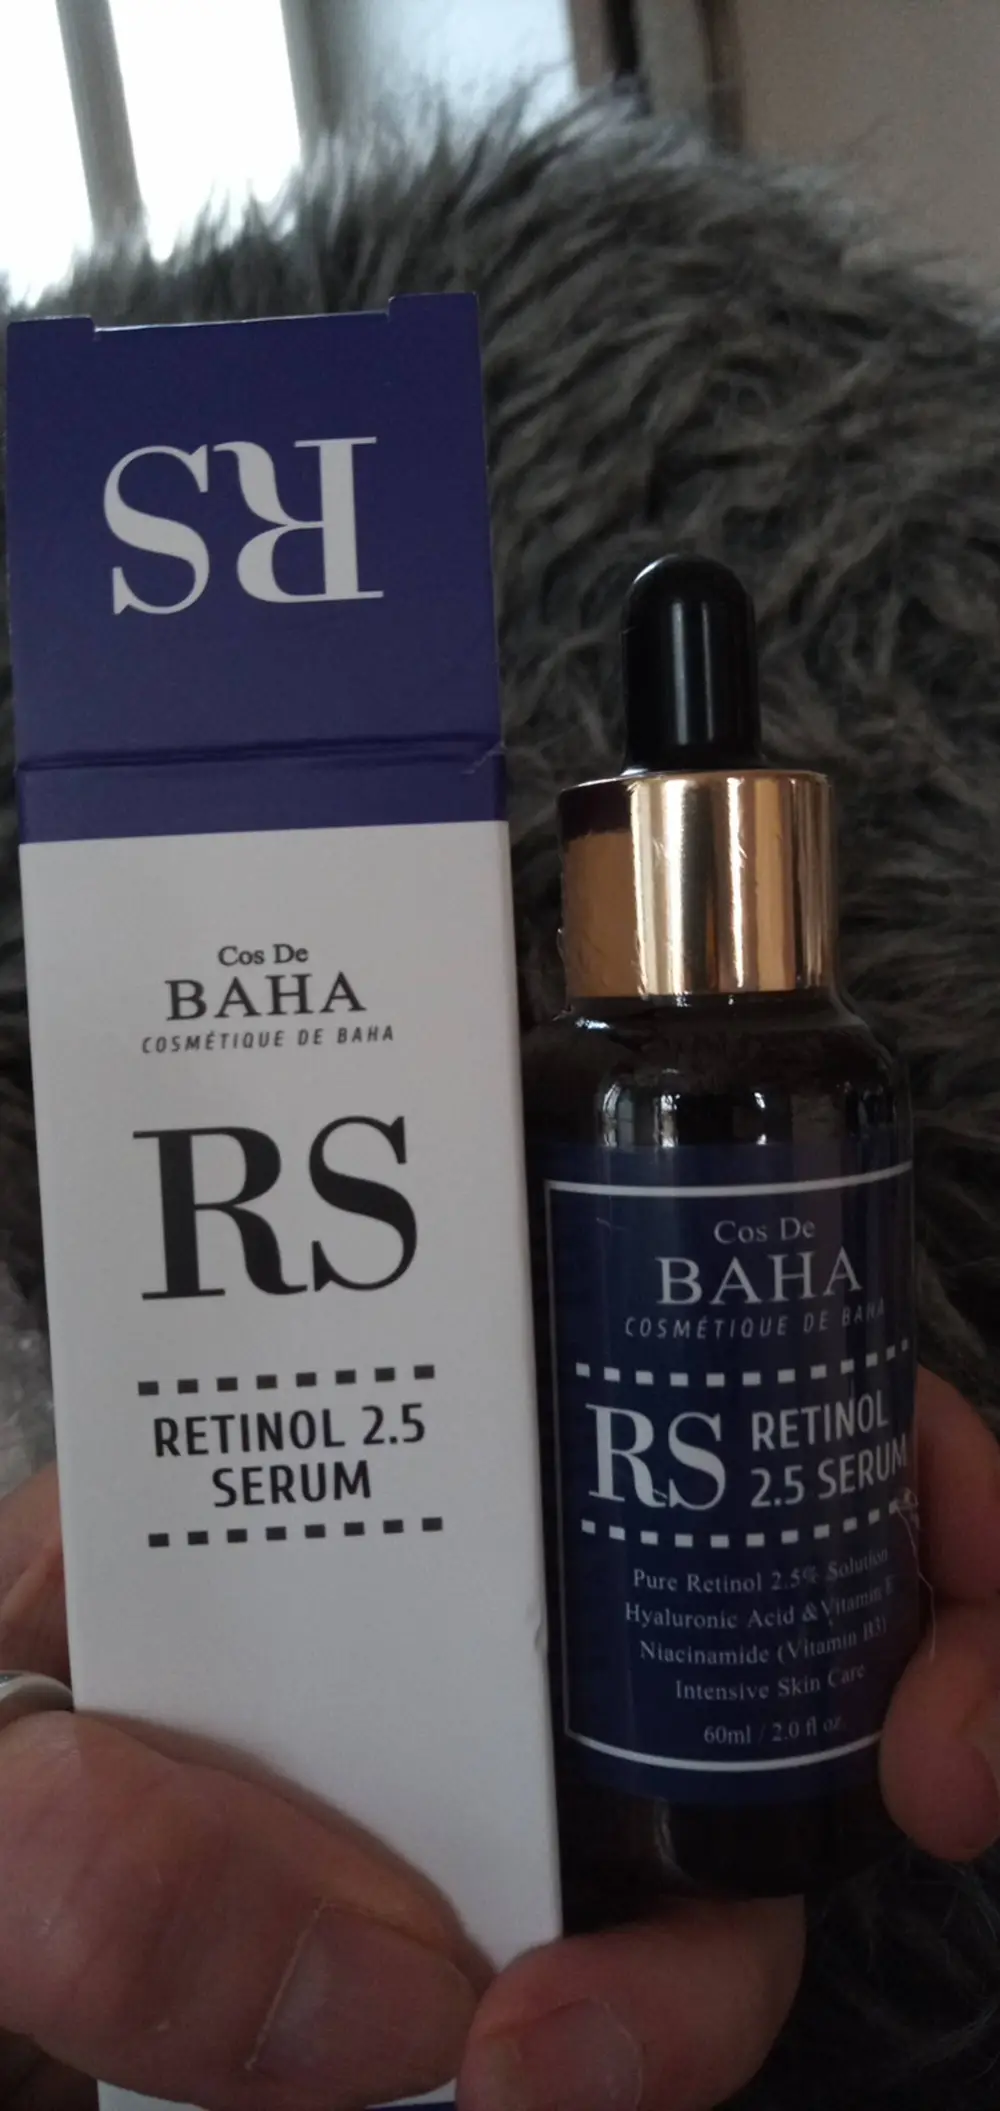 RS
Cos De
BAHA
COSMÉTIQUE DE BAHA
RS
RETINOL 2.5
SERUM
Cos De
BAHA
COSMÉTIQUE DE BAHA
RS
RETINOL
2.5 SERUM
Pure Retinol 2.5% Solution
Hyaluronic Acid & Vitamin E
Niacinamide (Vitamin B3)
Intensive Skin Care
60ml / 2.0 fl oz.